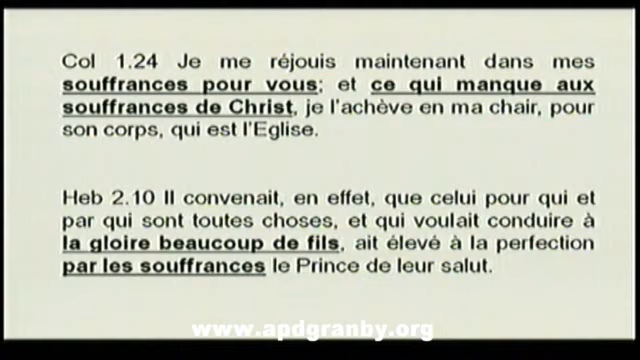 Col 1.24 Je me réjouis maintenant dans mes
souffrances pour vous; et ce qui manque aux
souffrances de Christ, je l'achève en ma chair, pour
son corps, qui est l'Eglise.
Heb 2.10 Il convenait, en effet, que celui pour qui et
par qui sont toutes choses, et qui voulait conduire à
la gloire beaucoup de fils, ait élevé à la perfection
par les souffrances le Prince de leur salut.
www.apdgranby.org